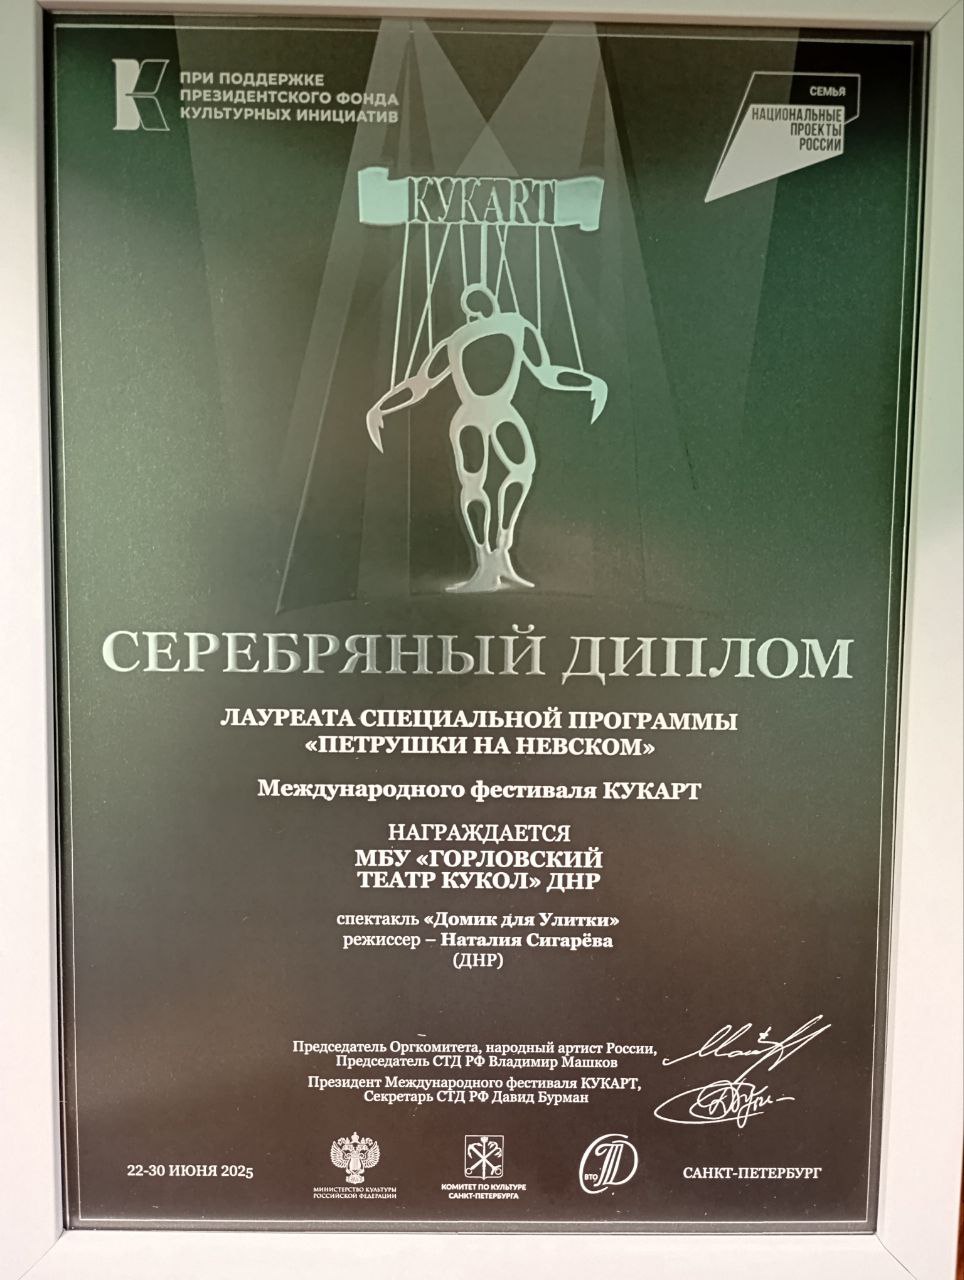 ПРИ ПОДДЕРЖКЕ
ПРЕЗИДЕНТСКОГО ФОНДА
КУЛЬТУРНЫХ ИНИЦИАТИВ
СЕМЬЯ
НАЦИОНАЛЬНЫЕ
ПРОЕКТЫ
РОССИИ
КУКАРТ
СЕРЕБРЯНЫЙ ДИПЛОМ
ЛАУРЕАТА СПЕЦИАЛЬНОЙ ПРОГРАММЫ
«ПЕТРУШКИ НА НЕВСКОМ»
Международного фестиваля КУКАРТ
НАГРАЖДАЕТСЯ
МБУ «ГОРЛОВСКИЙ
ТЕАТР КУКОЛ» ДНР
спектакль «Домик для Улитки»
режиссер – Наталия Сигарёва
(ДНР)
Председатель Оргкомитета, народный артист России,
Председатель СТД РФ Владимир Машков
Президент Международного фестиваля КУКАРТ,
Секретарь СТД РФ Давид Бурман
22-30 ИЮНЯ 2025
МИНИСТЕРСТВО КУЛЬТУРЫ
РОССИЙСКОЙ ФЕДЕРАЦИИ
КОМИТЕТ ПО КУЛЬТУРЕ
САНКТ-ПЕТЕРБУРГА
ВТО
САНКТ-ПЕТЕРБУРГ